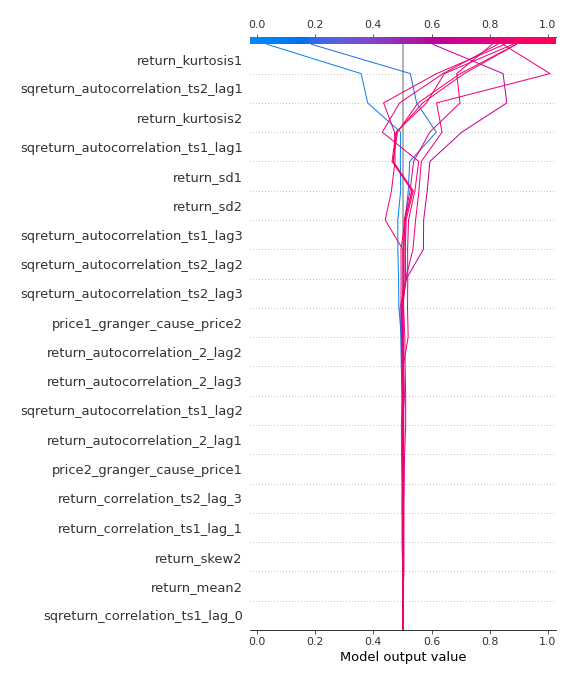 0.0 0.2 0.4 0.6 0.8 1.0
return_kurtosis1
sqreturn_autocorrelation_ts2_lag1
return_kurtosis2
sqreturn_autocorrelation_ts1_lag1
return_sd1
return_sd2
sqreturn_autocorrelation_ts1_lag3
sqreturn_autocorrelation_ts2_lag2
sqreturn_autocorrelation_ts2_lag3
price1_granger_cause_price2
return_autocorrelation_2_lag2
return_autocorrelation_2_lag3
sqreturn_autocorrelation_ts1_lag2
return_autocorrelation_2_lag1
price2_granger_cause_price1
return_correlation_ts2_lag_3
return_correlation_ts1_lag_1
return_skew2
return_mean2
sqreturn_correlation_ts1_lag_0
0.0 0.2 0.4 0.6 0.8 1.0
Model output value